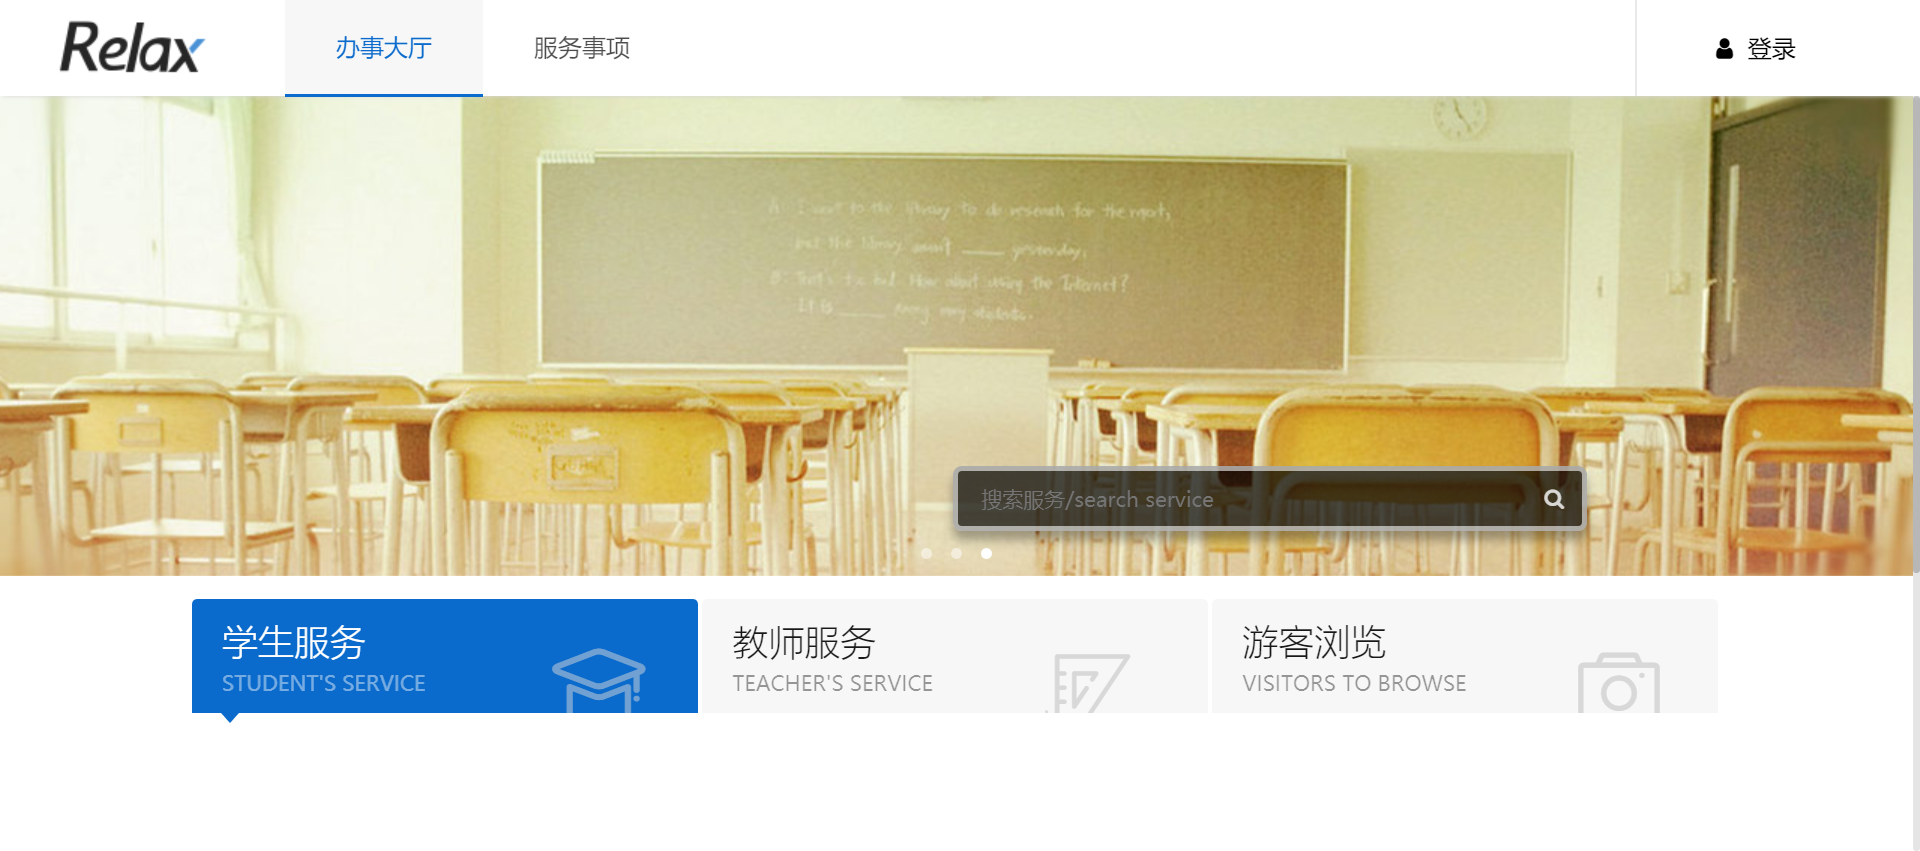 Relax
办事大厅
服务事项
登录
A: I went to the library to do research for the report,
but the library wasn't ____ yesterday.
B: That's too bad. How about using the Internet?
It is ____ among many students.
搜索服务/search service
学生服务
STUDENT'S SERVICE
教师服务
TEACHER'S SERVICE
游客浏览
VISITORS TO BROWSE